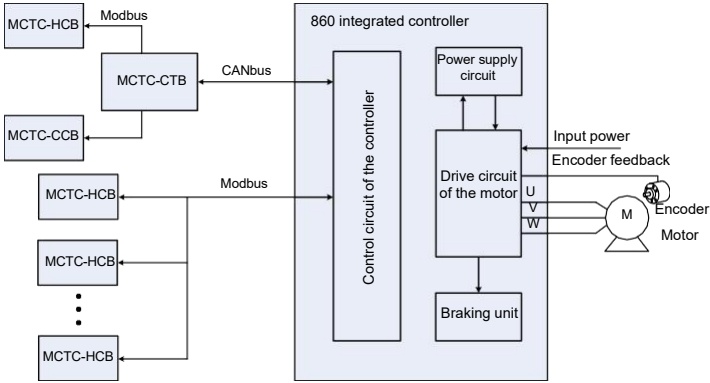 860 integrated controller
MCTC-HCB
Modbus
MCTC-CTB
CANbus
MCTC-CCB
MCTC-HCB
Modbus
MCTC-HCB
MCTC-HCB
Control circuit of the controller
Power supply
circuit
Drive circuit
of the motor
Braking unit
Input power
Encoder feedback
U
V
W
M
Encoder
Motor